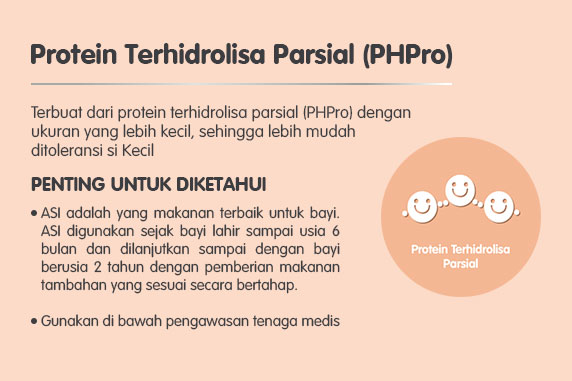 Protein Terhidrolisa Parsial (PHPro)
Terbuat dari protein terhidrolisa parsial (PHPro) dengan
ukuran yang lebih kecil, sehingga lebih mudah
ditoleransi si Kecil
PENTING UNTUK DIKETAHUI
• ASI adalah yang makanan terbaik untuk bayi.
ASI digunakan sejak bayi lahir sampai usia 6
bulan dan dilanjutkan sampai dengan bayi
berusia 2 tahun dengan pemberian makanan
tambahan yang sesuai secara bertahap.
• Gunakan di bawah pengawasan tenaga medis
Protein Terhidrolisa
Parsial